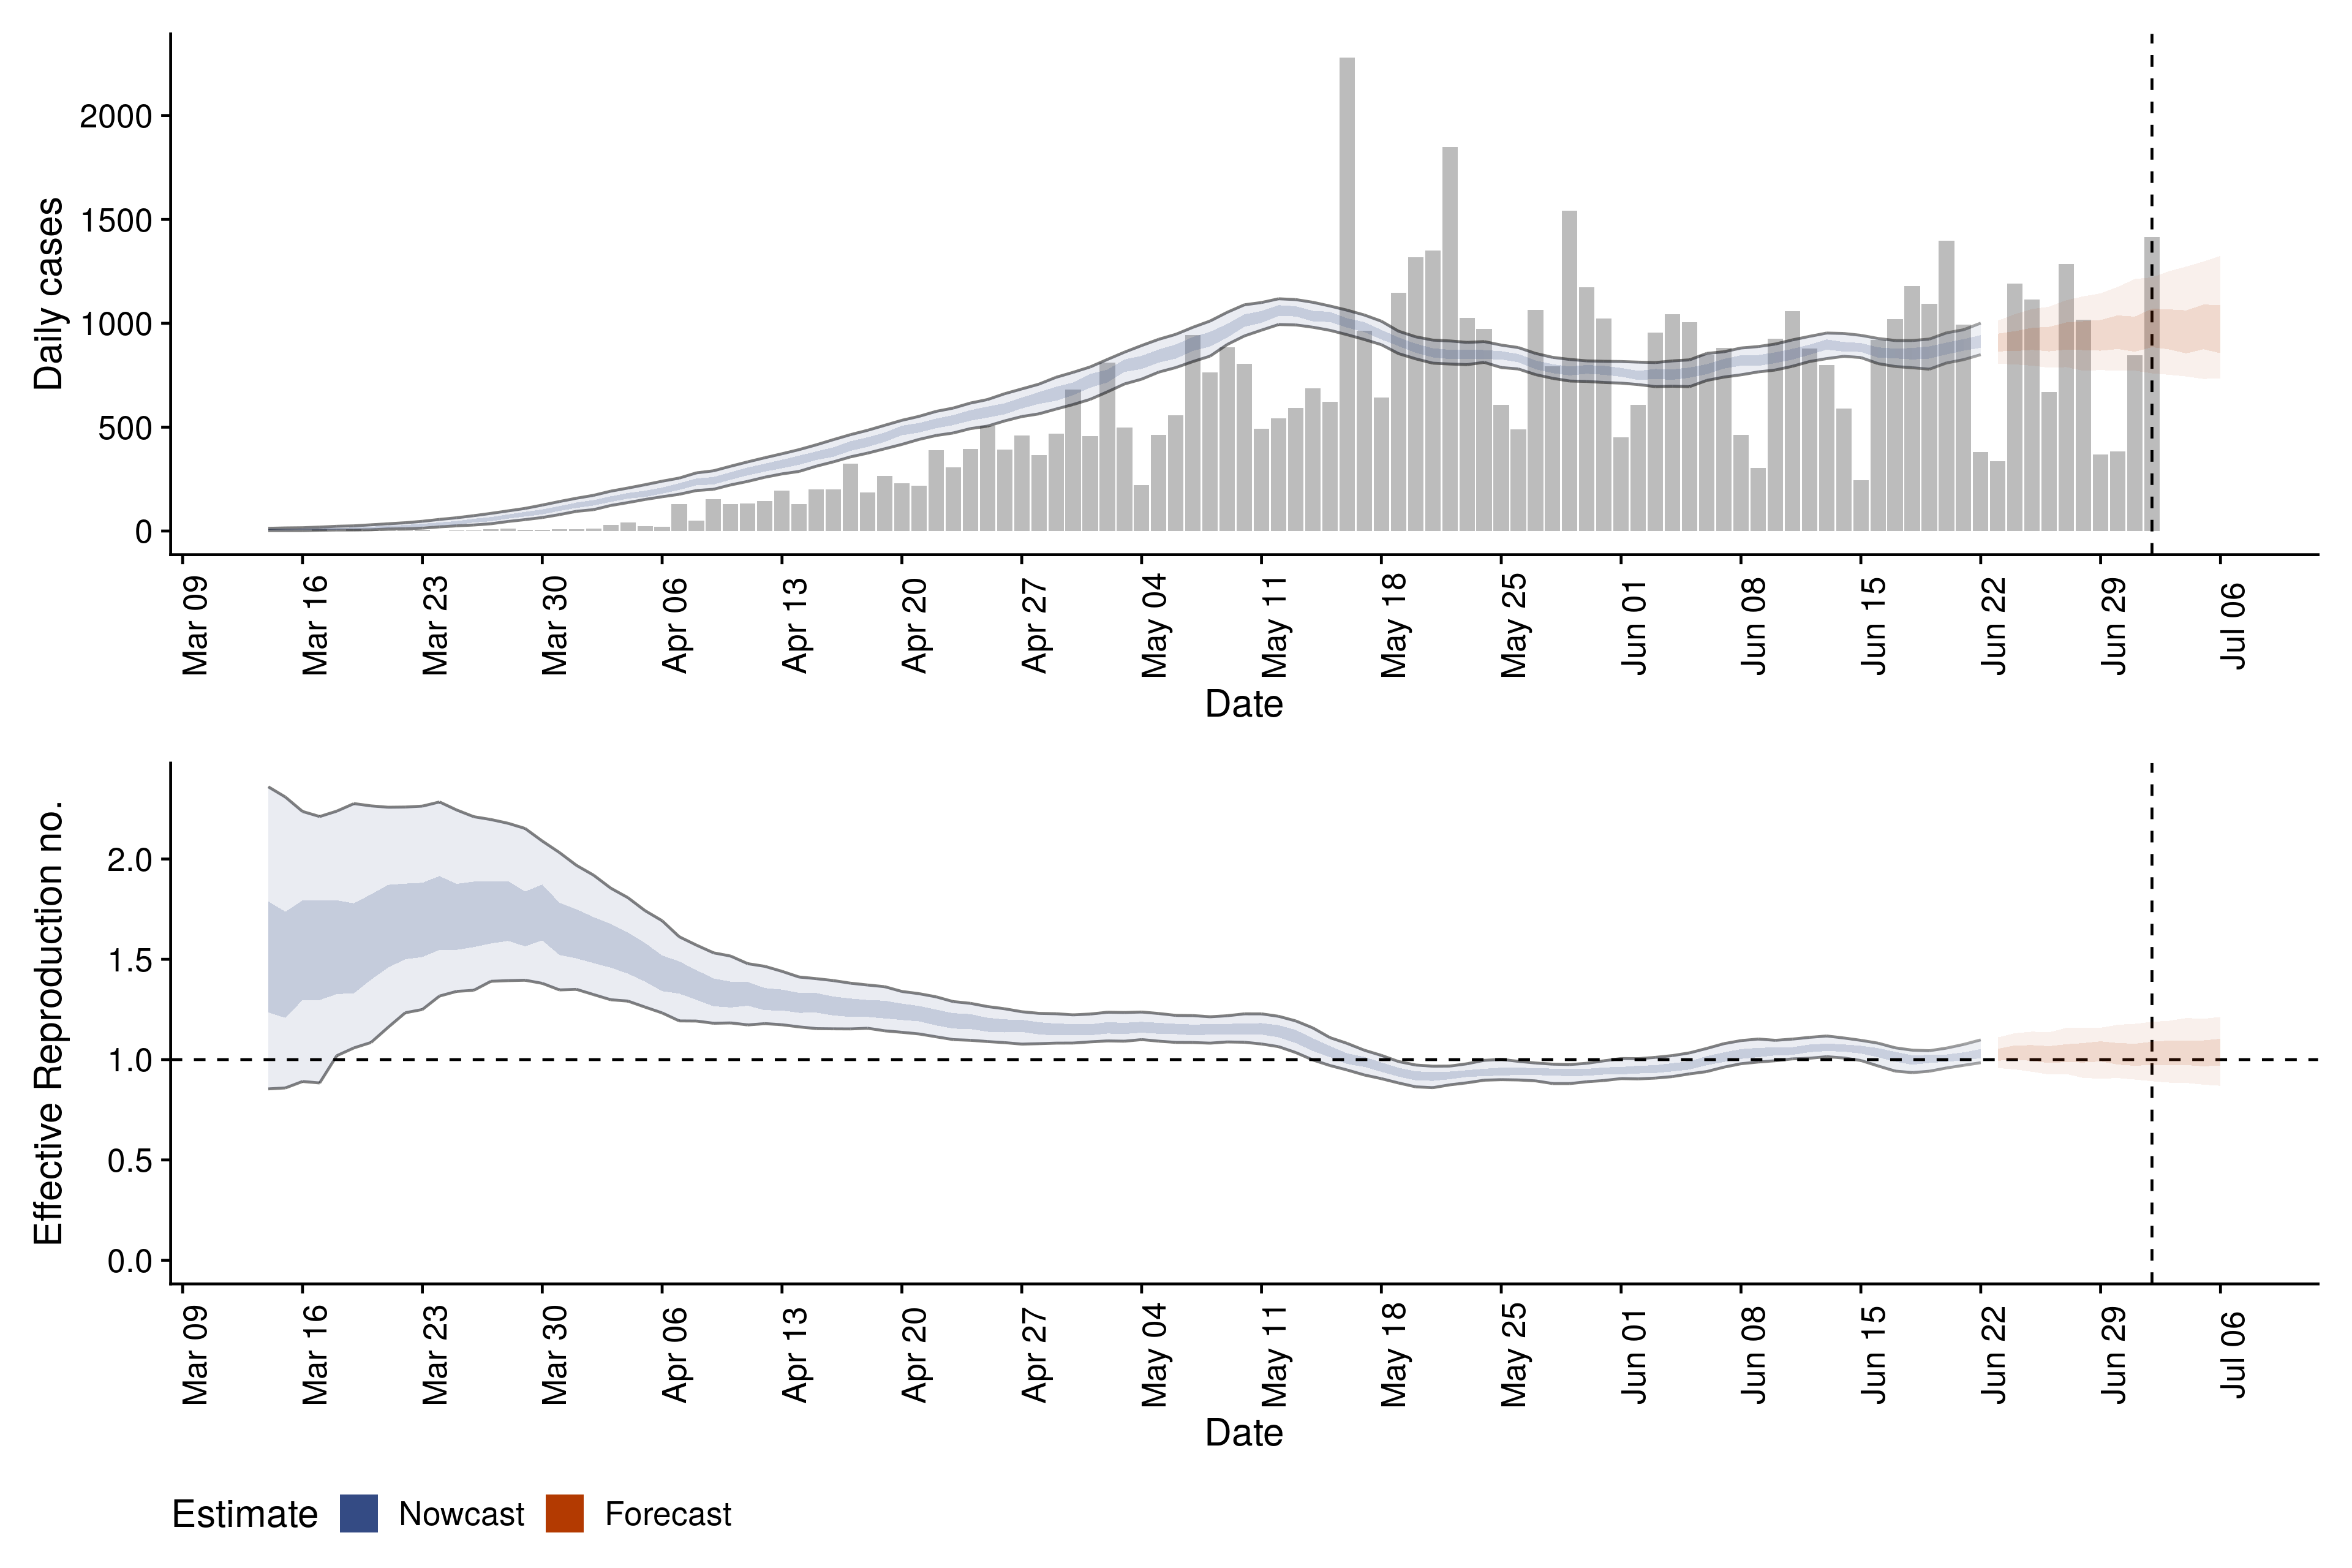 Daily cases
2000
1500
1000
500
0
Mar 09 Mar 16 Mar 23 Mar 30 Apr 06 Apr 13 Apr 20 Apr 27 May 04 May 11 May 18 May 25 Jun 01 Jun 08 Jun 15 Jun 22 Jun 29 Jul 06
Date
Effective Reproduction no.
2.0
1.5
1.0
0.5
0.0
Mar 09 Mar 16 Mar 23 Mar 30 Apr 06 Apr 13 Apr 20 Apr 27 May 04 May 11 May 18 May 25 Jun 01 Jun 08 Jun 15 Jun 22 Jun 29 Jul 06
Date
Estimate Nowcast Forecast